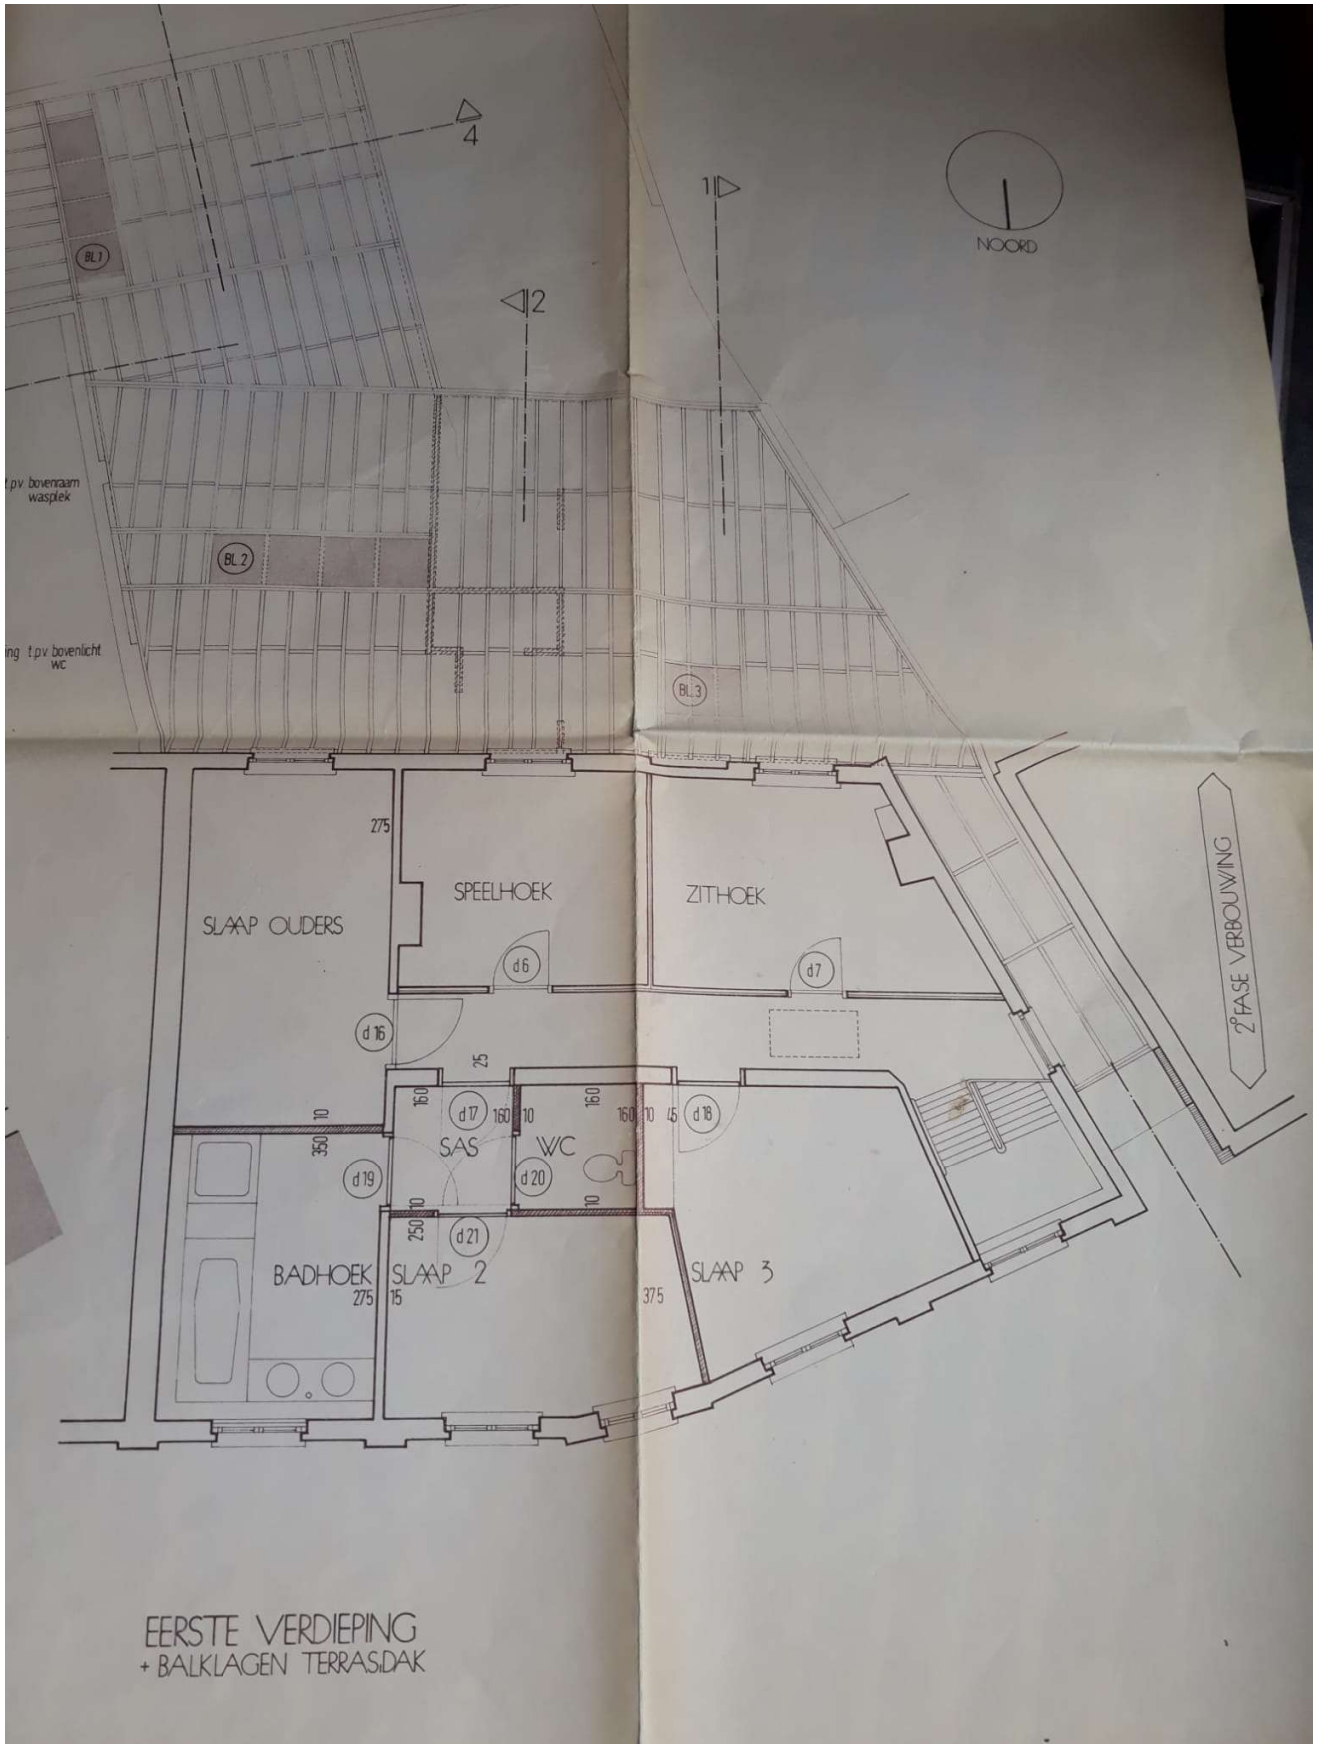 4
1
NOORD
BL.1
2
t.p.v. bovenraam
wasplek
BL.2
t.p.v. bovenlicht
WC
BL.3
275
SPEELHOEK
ZITHOEK
SLAAP OUDERS
2° FASE VERBOUWING
d6
d7
d16
25
10
350
160
d17
160
10
160
160
10
45
d18
SAS
WC
d19
10
d20
10
250
d21
BADHOEK
SLAAP 2
SLAAP 3
275
15
375
EERSTE VERDIEPING
+ BALKLAGEN TERRASDAK